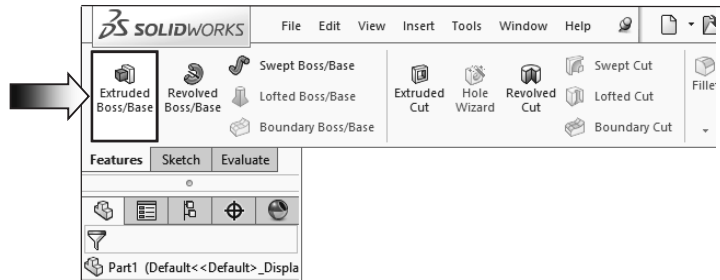 SOLIDWORKS File Edit View Insert Tools Window Help
Extruded Boss/Base
Revolved Boss/Base
Swept Boss/Base
Lofted Boss/Base
Boundary Boss/Base
Extruded Cut
Hole Wizard
Revolved Cut
Swept Cut
Lofted Cut
Boundary Cut
Fille
Features Sketch Evaluate
Part1 (Default<<Default>_Displa